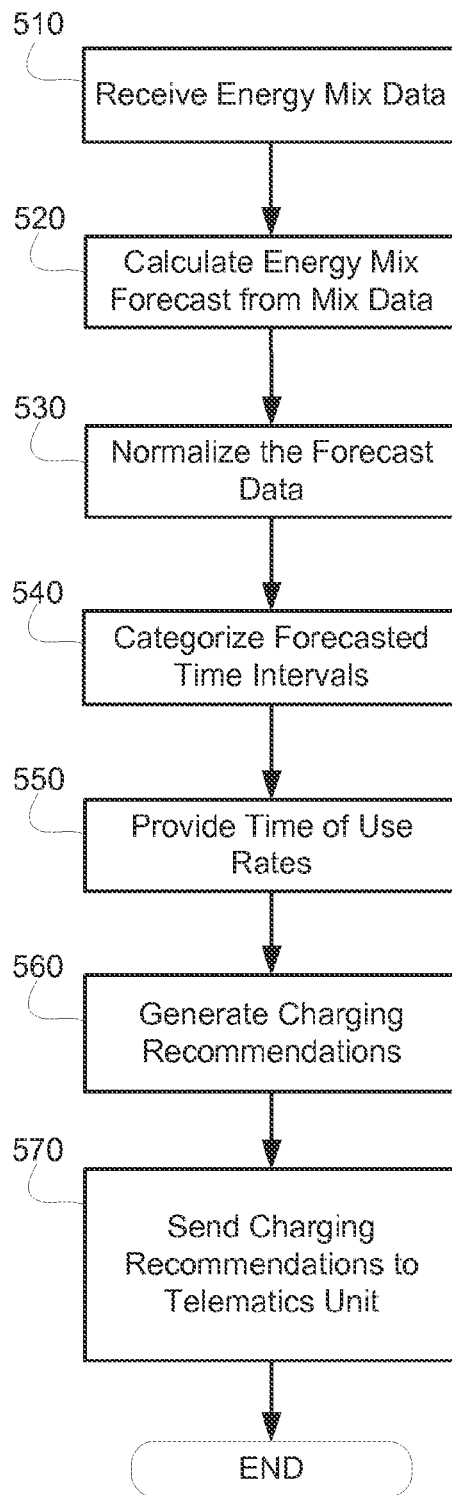 510
Receive Energy Mix Data
520
Calculate Energy Mix
Forecast from Mix Data
530
Normalize the Forecast
Data
540
Categorize Forecasted
Time Intervals
550
Provide Time of Use
Rates
560
Generate Charging
Recommendations
570
Send Charging
Recommendations to
Telematics Unit
END